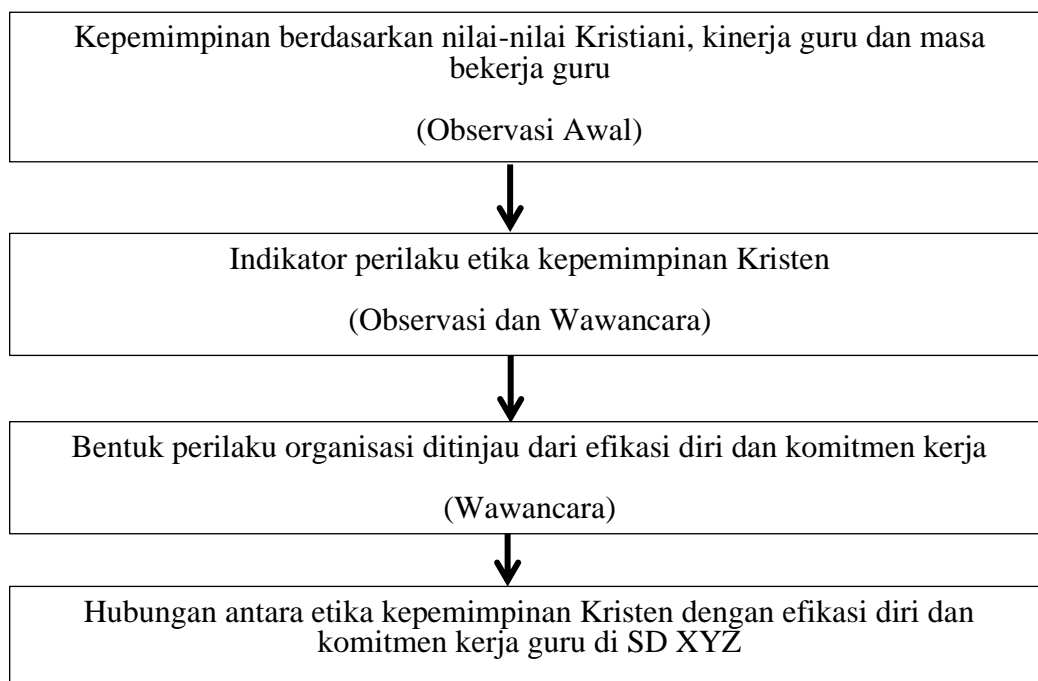 Kepemimpinan berdasarkan nilai-nilai Kristiani, kinerja guru dan masa
bekerja guru
(Observasi Awal)
Indikator perilaku etika kepemimpinan Kristen
(Observasi dan Wawancara)
Bentuk perilaku organisasi ditinjau dari efikasi diri dan komitmen kerja
(Wawancara)
Hubungan antara etika kepemimpinan Kristen dengan efikasi diri dan
komitmen kerja guru di SD XYZ